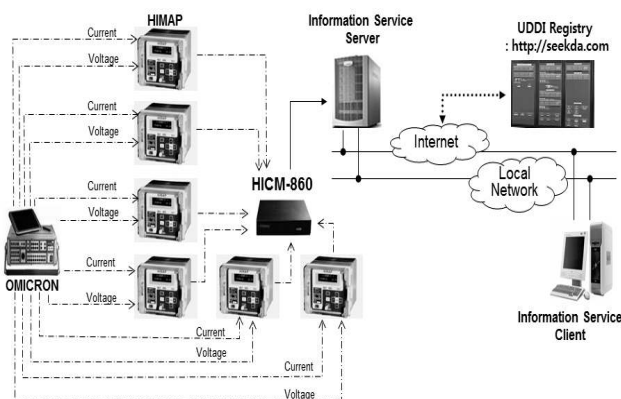 HIMAP
Information Service
Server
UDDI Registry
: http://seekda.com
Current
Voltage
Current
Voltage
Internet
HICM-860
Local
Network
Current
Voltage
Current
OMICRON
Voltage
Information Service
Client
Current
Voltage
Current
Voltage